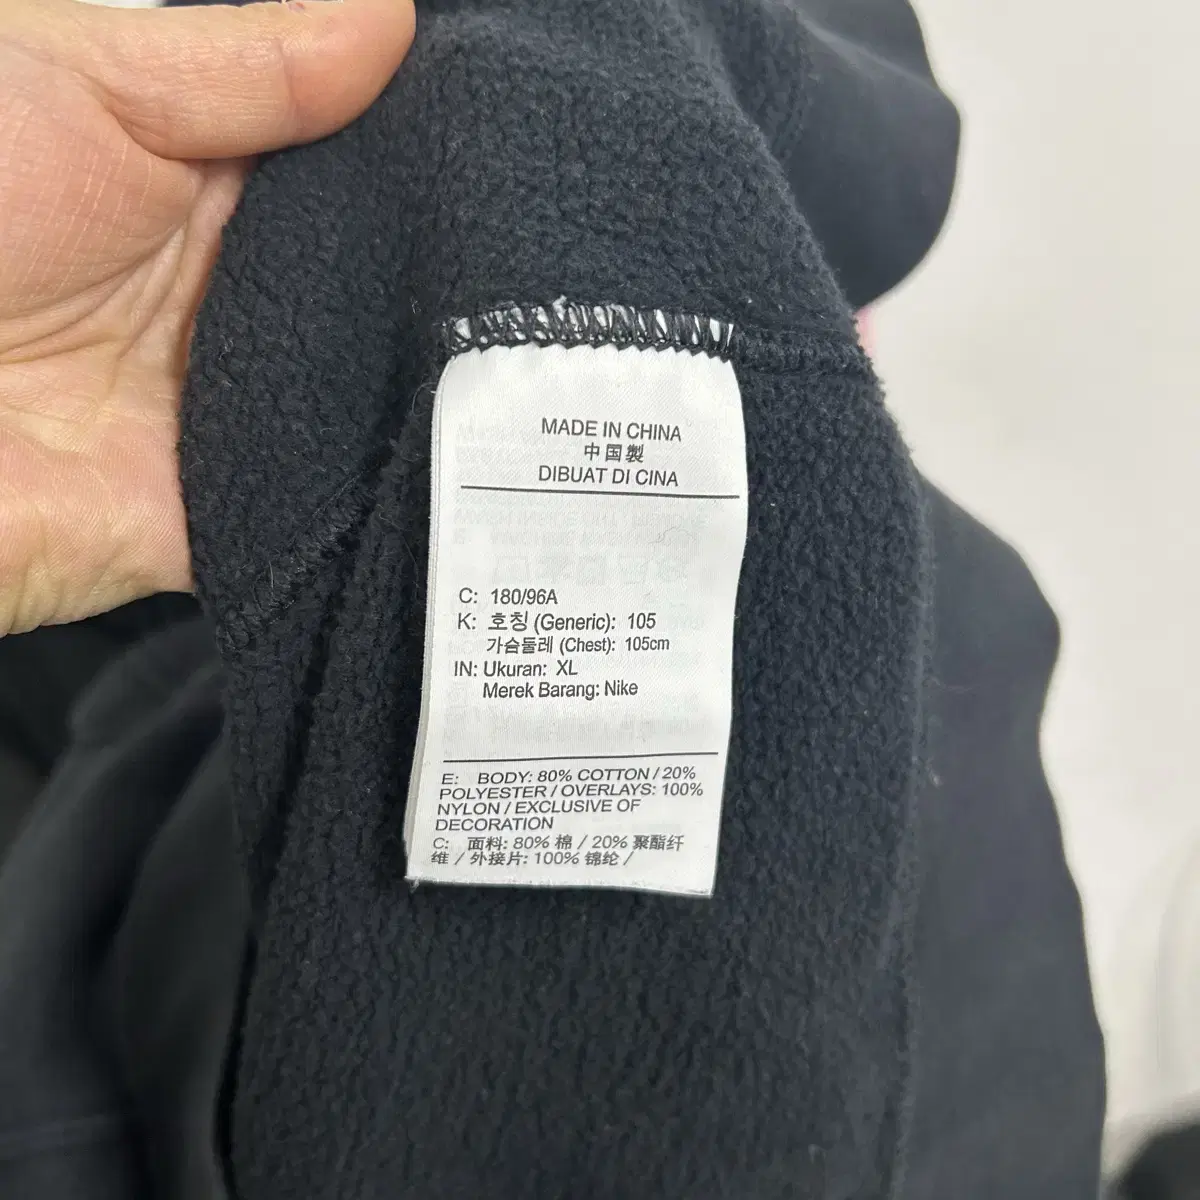 MADE IN CHINA
中国製
DIBUAT DI CINA
C: 180/96A
K: 호칭 (Generic): 105
가슴둘레 (Chest): 105cm
IN: Ukuran: XL
Merek Barang: Nike
E: BODY: 80% COTTON / 20%
POLYESTER / OVERLAYS: 100%
NYLON / EXCLUSIVE OF
DECORATION
C: 面料: 80% 棉 / 20% 聚酯纤
维 / 外接片: 100% 锦纶 /